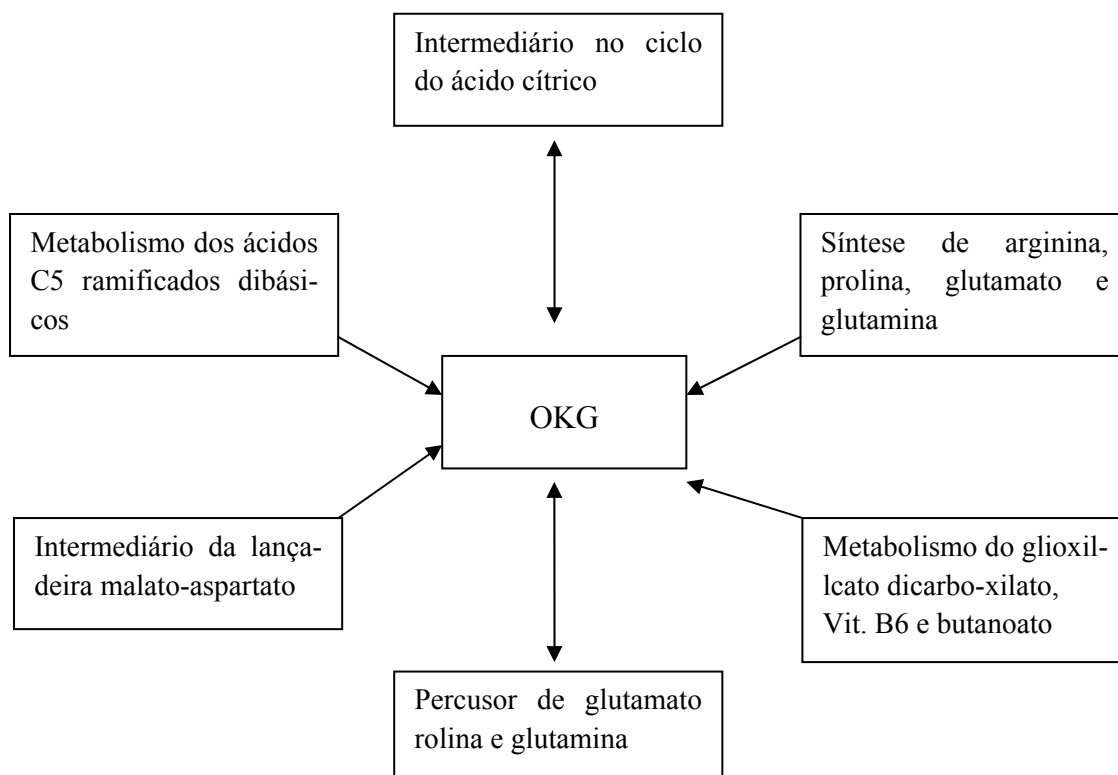 Intermediário no ciclo
do ácido cítrico
Metabolismo dos ácidos
C5 ramificados dibási-
cos
Síntese de arginina,
prolina, glutamato e
glutamina
OKG
Intermediário da lança-
deira malato-aspartato
Metabolismo do glioxil-
lcato dicarbo-xilato,
Vit. B6 e butanoato
Percusor de glutamato
rolina e glutamina